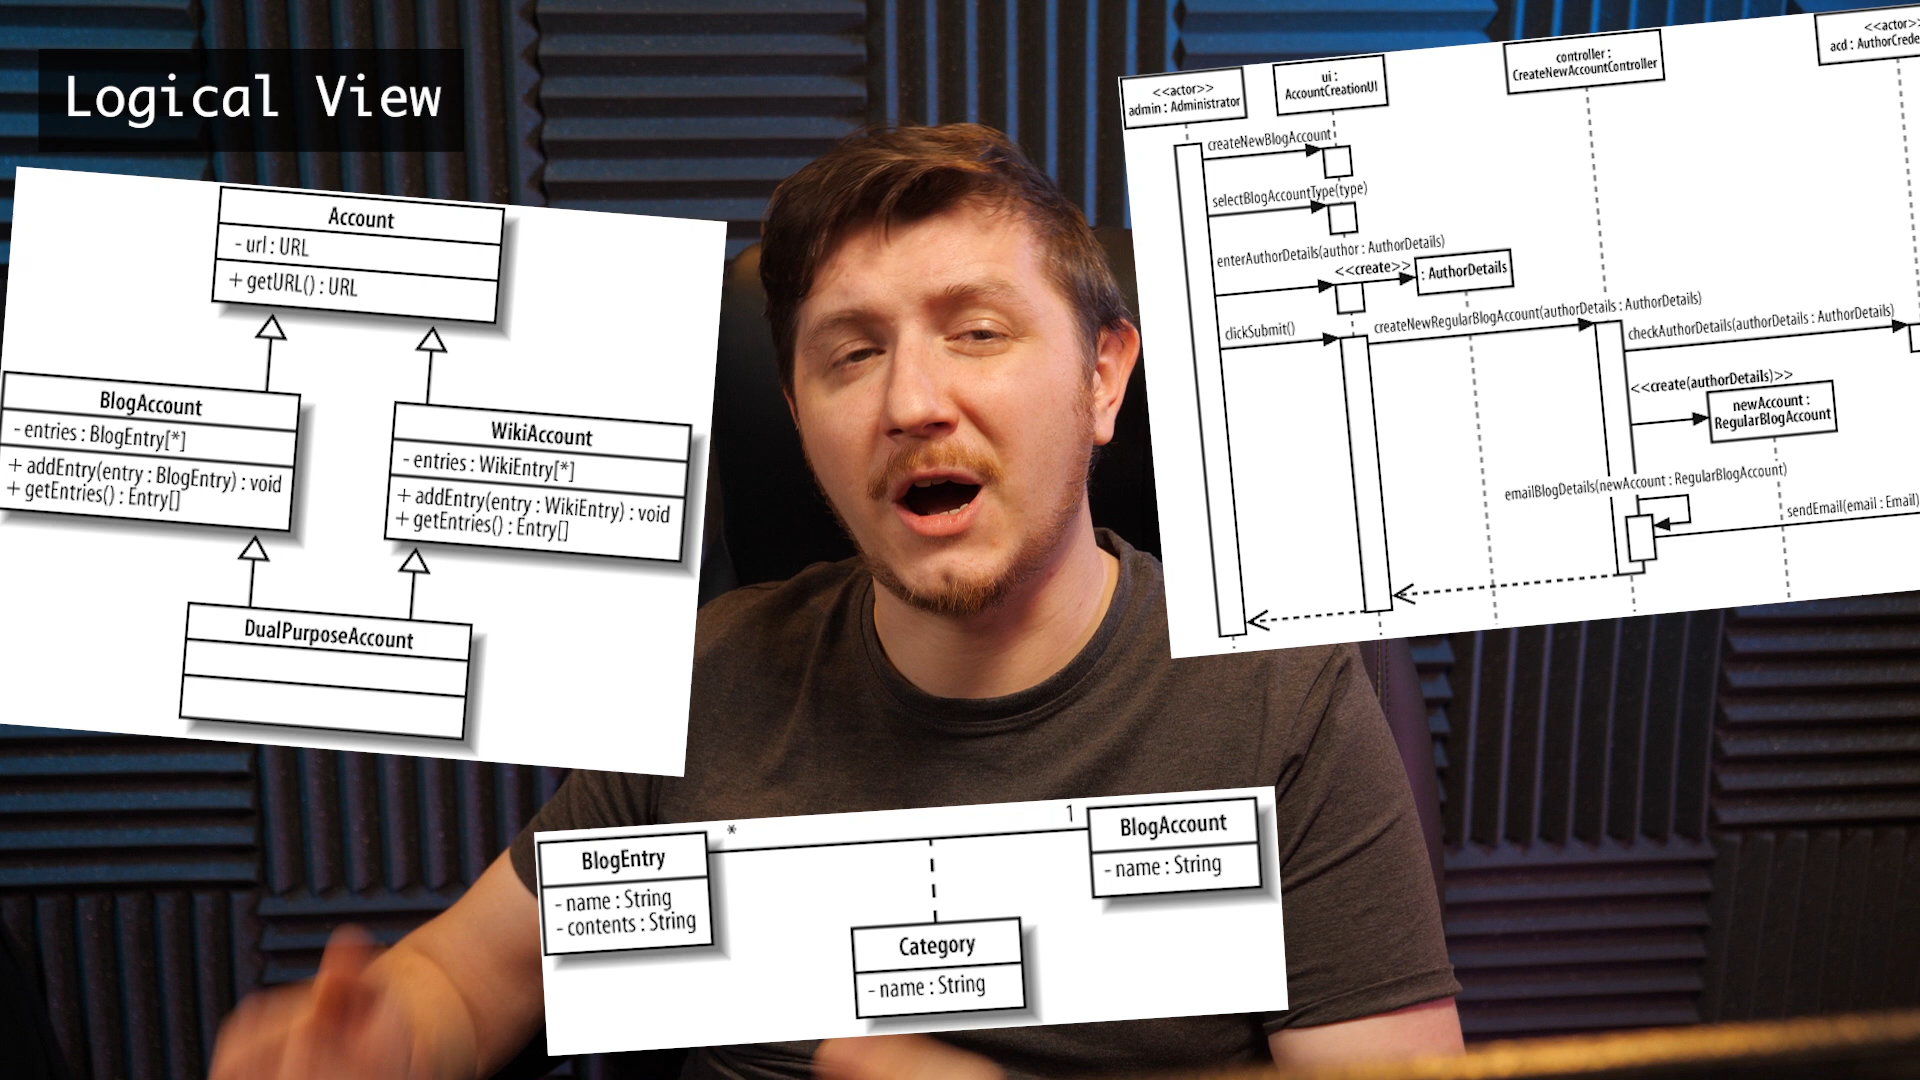 Logical View
Account
- url : URL
+ getURL() : URL
BlogAccount
- entries : BlogEntry[*]
+ addEntry(entry : BlogEntry) : void
+ getEntries() : Entry[]
WikiAccount
- entries : WikiEntry[*]
+ addEntry(entry : WikiEntry) : void
+ getEntries() : Entry[]
DualPurposeAccount
<<actor>>
admin : Administrator
ui :
AccountCreationUI
controller :
CreateNewAccountController
<<actor>>
acd : AuthorCrede
createNewBlogAccount
selectBlogAccountType(type)
enterAuthorDetails(author : AuthorDetails)
<<create>>
: AuthorDetails
clickSubmit()
createNewRegularBlogAccount(authorDetails : AuthorDetails)
checkAuthorDetails(authorDetails : AuthorDetails)
<<create(authorDetails)>>
newAccount :
RegularBlogAccount
emailBlogDetails(newAccount : RegularBlogAccount)
sendEmail(email : Email)
BlogEntry
- name : String
- contents : String
*
1
BlogAccount
- name : String
Category
- name : String